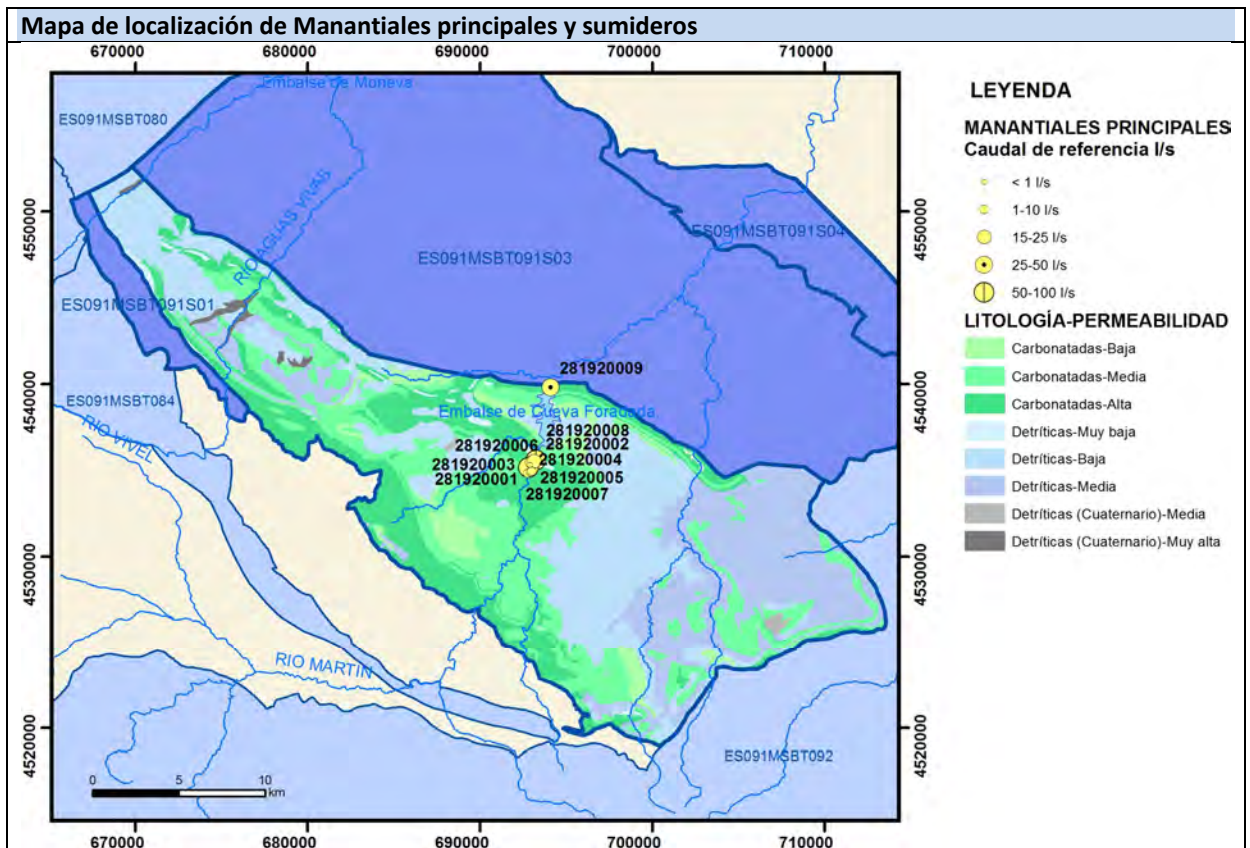 Mapa de localización de Manantiales principales y sumideros
670000 680000 690000 700000 710000
Embalse de Moneva
ES091MSBT080
4550000
4550000
RIO AGUAS VIVAS
ES091MSBT091S04
ES091MSBT091S03
ES091MSBT091S01
281920009
4540000
4540000
ES091MSBT084
Embalse de Cueva Foradada
RIO VIVEL
281920008
281920006
281920002
281920003
281920004
281920001
281920005
281920007
4530000
4530000
RIO MARTIN
4520000
4520000
ES091MSBT092
0 5 10
km
670000 680000 690000 700000 710000
LEYENDA
MANANTIALES PRINCIPALES
Caudal de referencia l/s
< 1 l/s
1-10 l/s
15-25 l/s
25-50 l/s
50-100 l/s
LITOLOGÍA-PERMEABILIDAD
Carbonatadas-Baja
Carbonatadas-Media
Carbonatadas-Alta
Detríticas-Muy baja
Detríticas-Baja
Detríticas-Media
Detríticas (Cuaternario)-Media
Detríticas (Cuaternario)-Muy alta